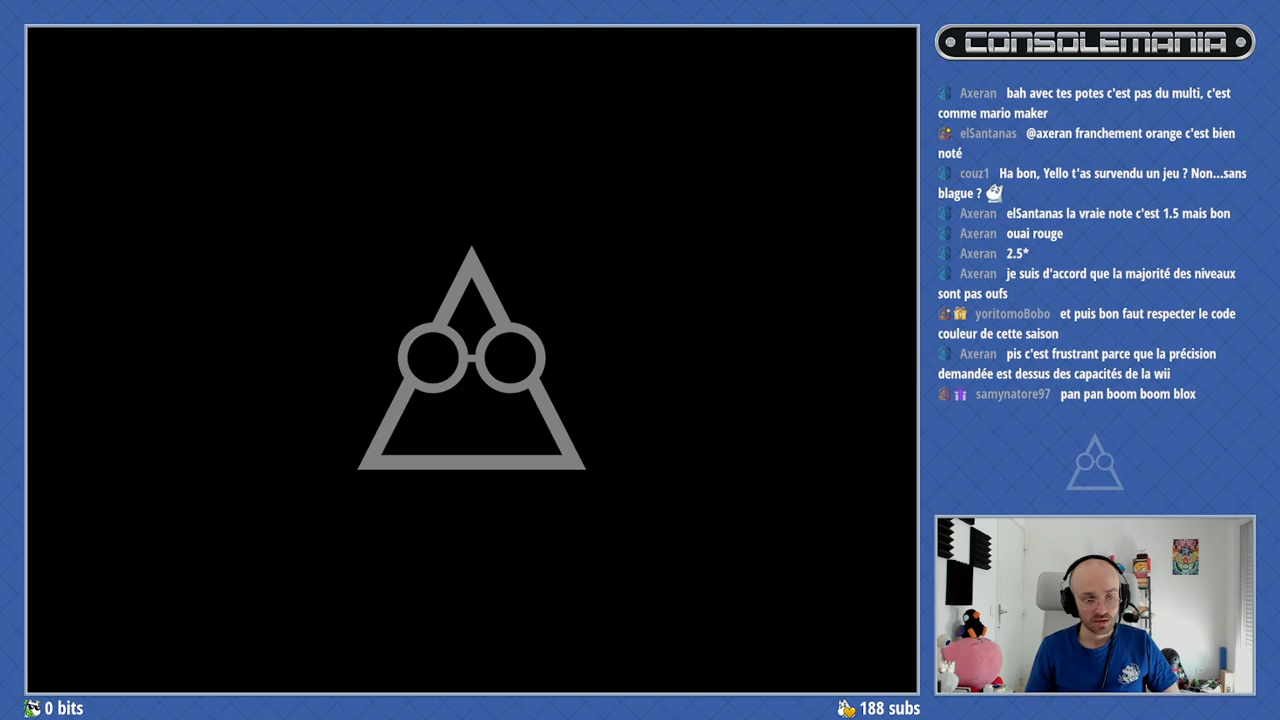 CONSOLEMANIA
Axeran bah avec tes potes c'est pas du multi, c'est
comme mario maker
elSantanas @axeran franchement orange c'est bien
noté
couz1 Ha bon, Yello t'as survendu un jeu ? Non...sans
blague ?
Axeran elSantanas la vraie note c'est 1.5 mais bon
Axeran ouai rouge
Axeran 2.5*
Axeran je suis d'accord que la majorité des niveaux
sont pas oufs
yoritomoBobo et puis bon faut respecter le code
couleur de cette saison
Axeran pis c'est frustrant parce que la précision
demandée est dessus des capacités de la wii
samynatore97 pan pan boom boom blox
0 bits
188 subs